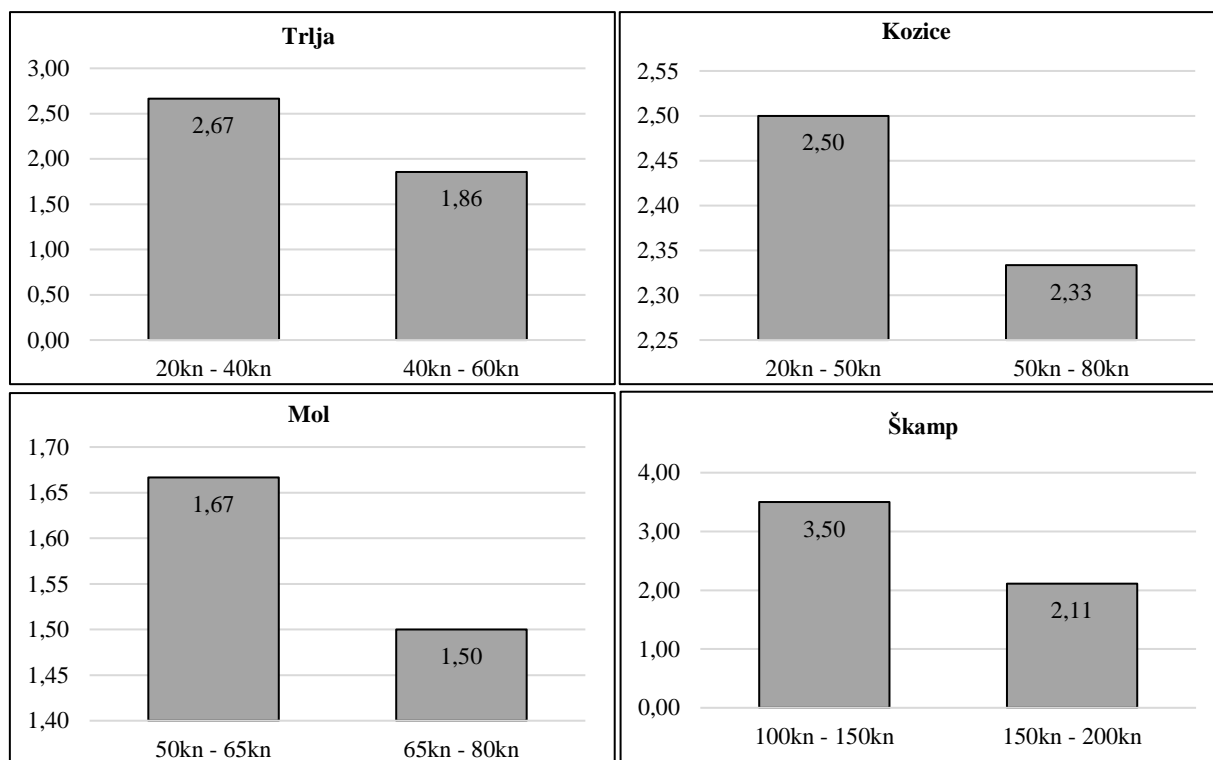 Trlja
3,00
2,50
2,00
1,50
1,00
0,50
0,00
2,67
1,86
20kn - 40kn
40kn - 60kn
Kozice
2,55
2,50
2,45
2,40
2,35
2,30
2,25
2,50
2,33
20kn - 50kn
50kn - 80kn
Mol
1,70
1,65
1,60
1,55
1,50
1,45
1,40
1,67
1,50
50kn - 65kn
65kn - 80kn
Škamp
4,00
3,00
2,00
1,00
0,00
3,50
2,11
100kn - 150kn
150kn - 200kn